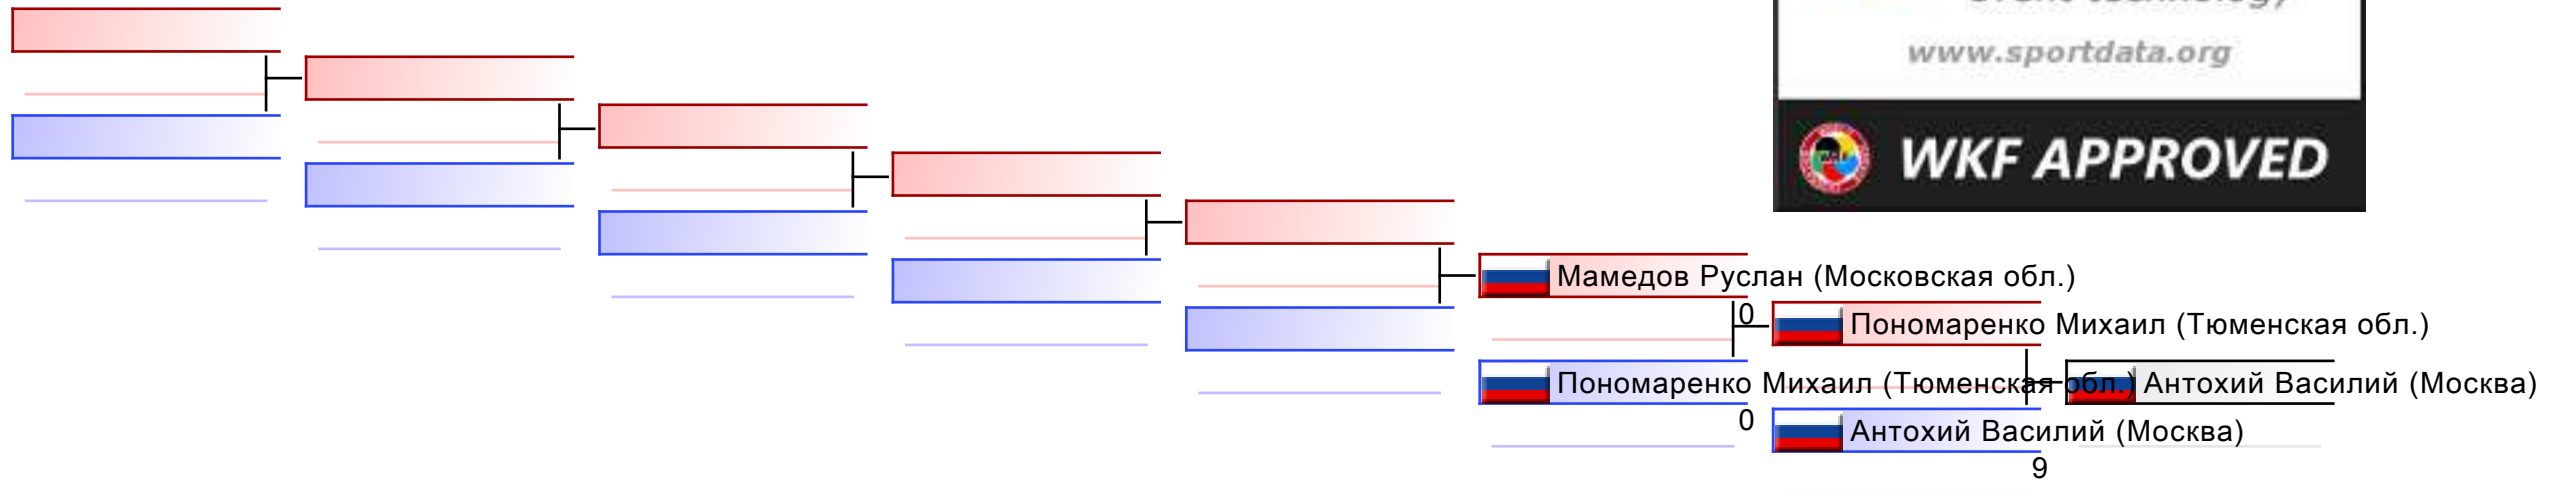 www.sportdata.org
WKF APPROVED
Мамедов Руслан (Московская обл.)
0
Пономаренко Михаил (Тюменская обл.)
Пономаренко Михаил (Тюменская обл.)
Антохий Василий (Москва)
0
Антохий Василий (Москва)
9